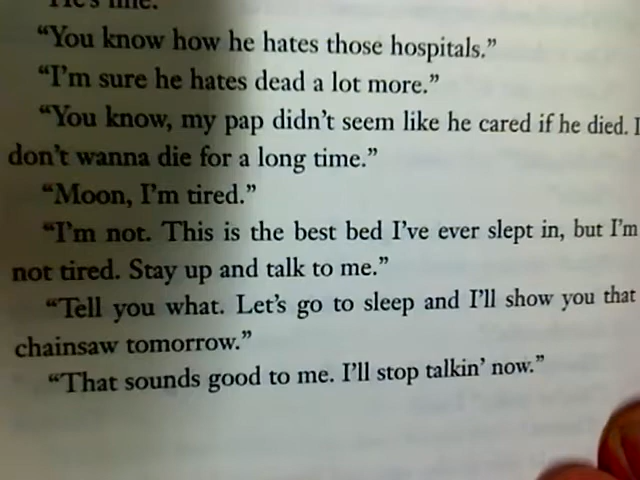 He's fine.
“You know how he hates those hospitals.”
“I'm sure he hates dead a lot more.”
“You know, my pap didn't seem like he cared if he died. I
don't wanna die for a long time.”
“Moon, I'm tired.”
“I'm not. This is the best bed I've ever slept in, but I'm
not tired. Stay up and talk to me.”
“Tell you what. Let's go to sleep and I'll show you that
chainsaw tomorrow.”
“That sounds good to me. I'll stop talkin' now.”